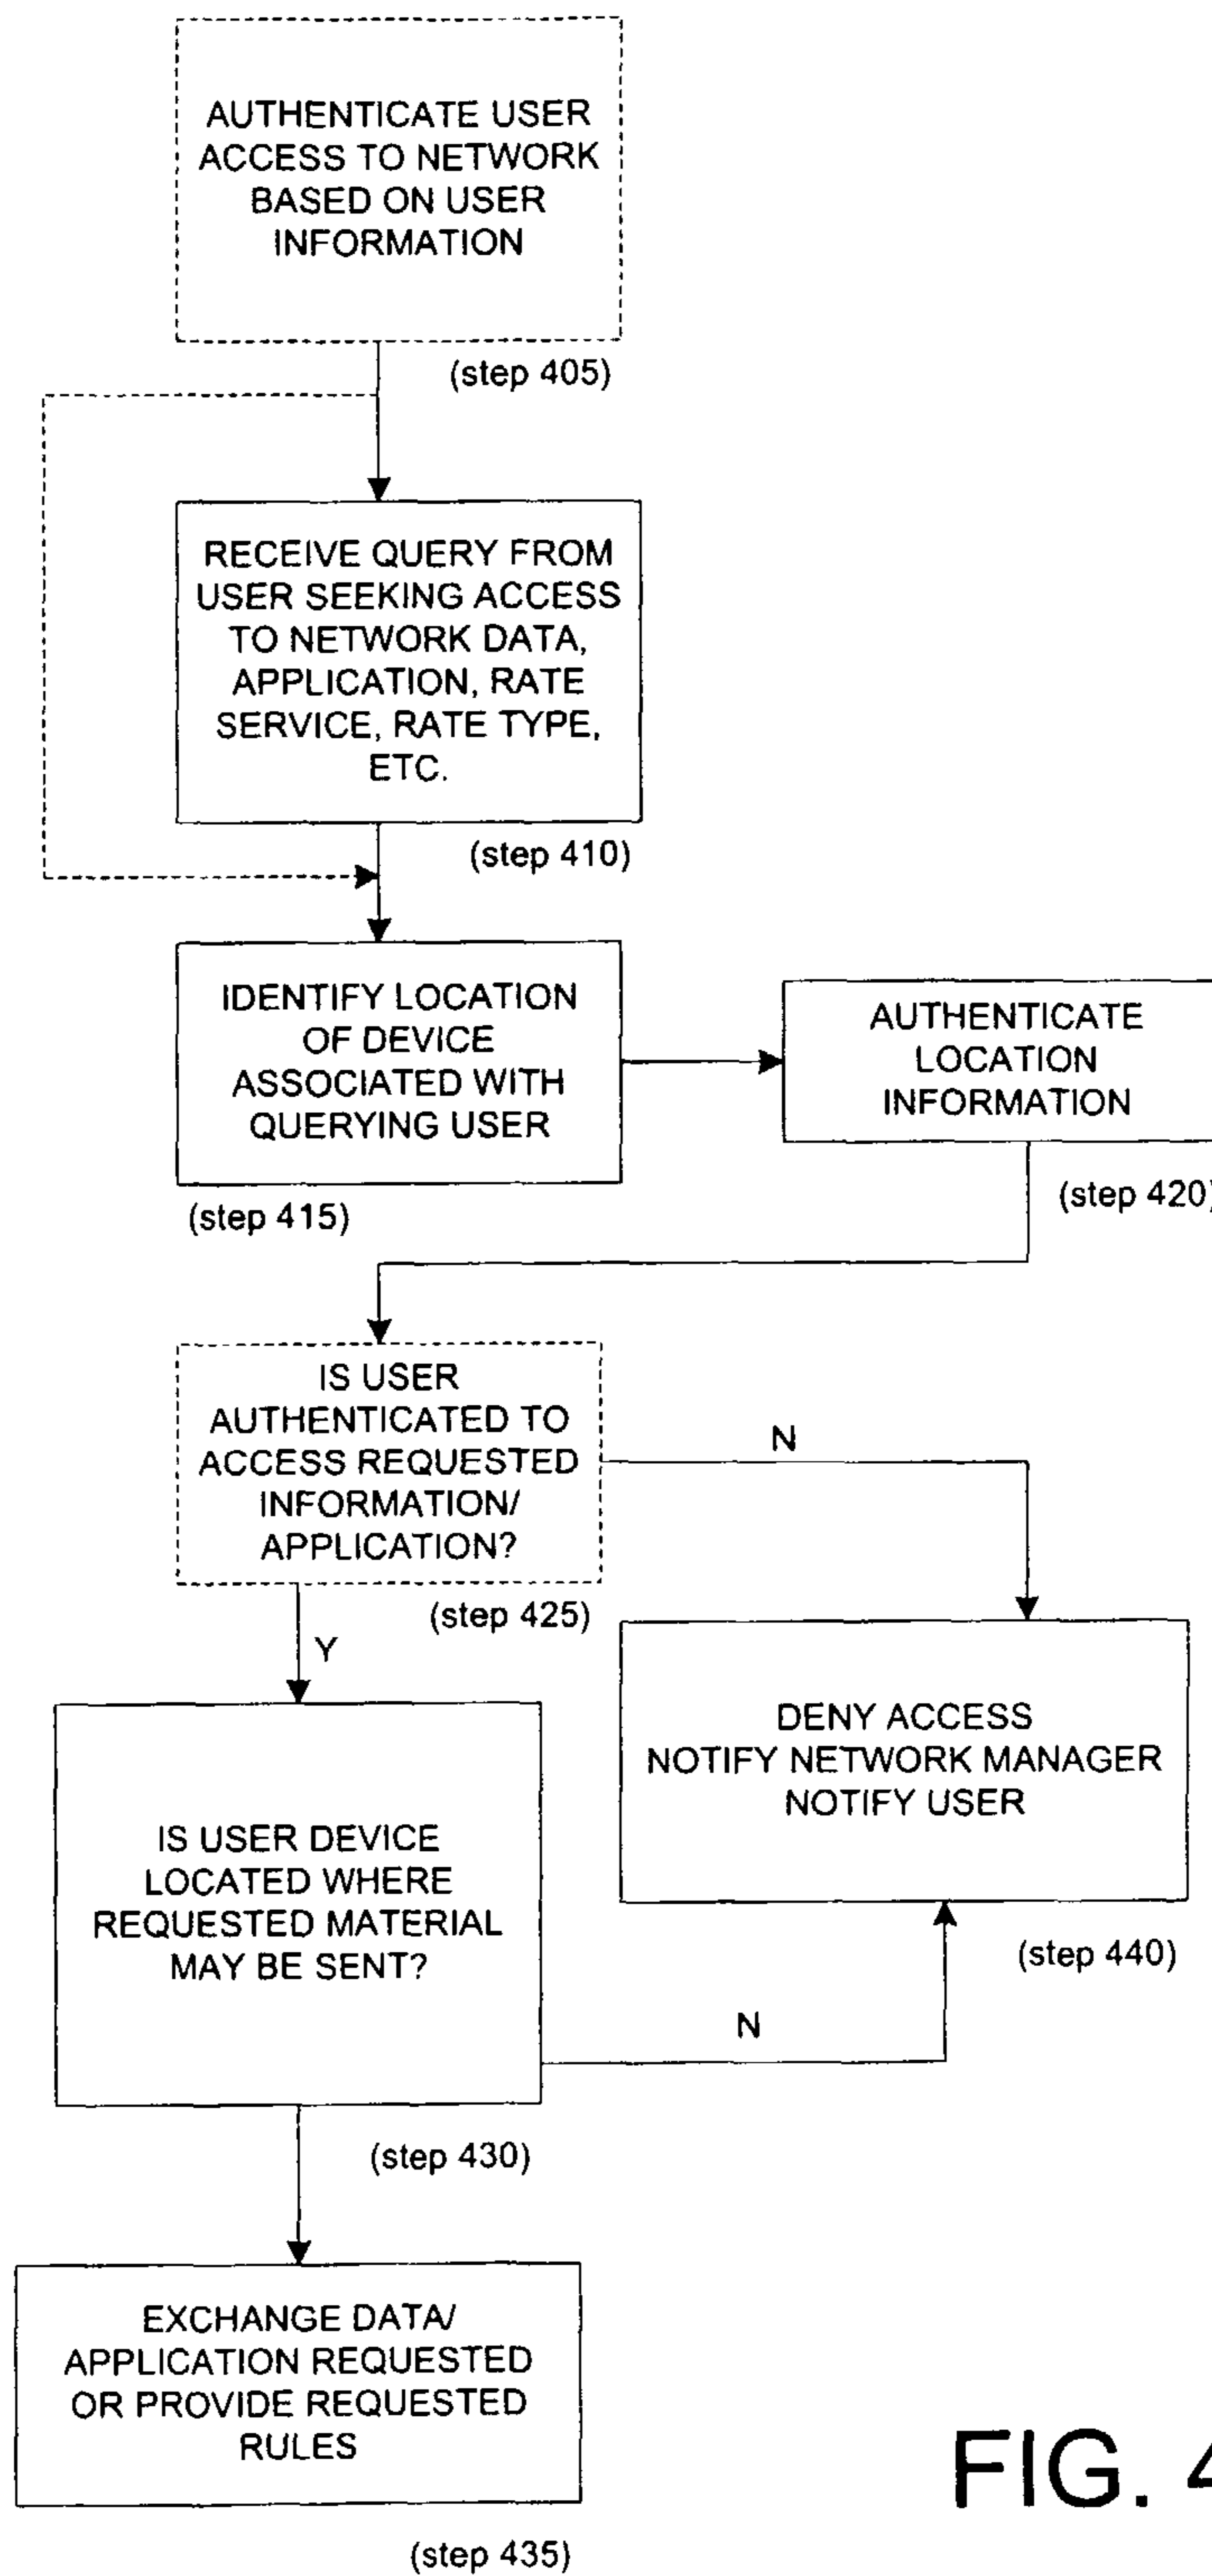 AUTHENTICATE USER
ACCESS TO NETWORK
BASED ON USER
INFORMATION
(step 405)
RECEIVE QUERY FROM
USER SEEKING ACCESS
TO NETWORK DATA,
APPLICATION, RATE
SERVICE, RATE TYPE,
ETC.
(step 410)
IDENTIFY LOCATION
OF DEVICE
ASSOCIATED WITH
QUERYING USER
(step 415)
AUTHENTICATE
LOCATION
INFORMATION
(step 420)
IS USER
AUTHENTICATED TO
ACCESS REQUESTED
INFORMATION/
APPLICATION?
(step 425)
N
Y
DENY ACCESS
NOTIFY NETWORK MANAGER
NOTIFY USER
(step 440)
IS USER DEVICE
LOCATED WHERE
REQUESTED MATERIAL
MAY BE SENT?
N
(step 430)
EXCHANGE DATA/
APPLICATION REQUESTED
OR PROVIDE REQUESTED
RULES
(step 435)
FIG. 4